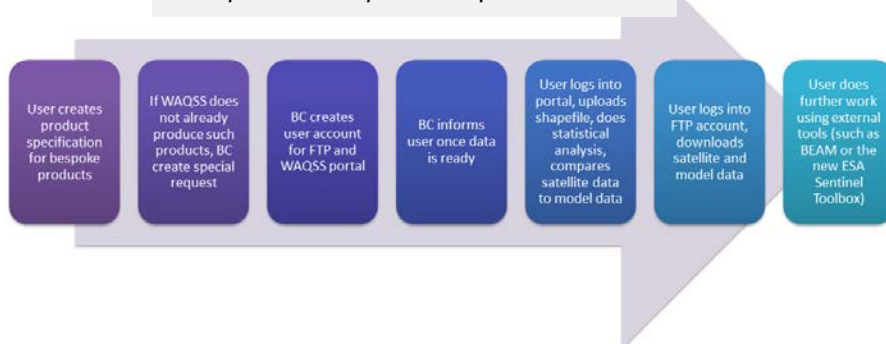 User creates
product
specification
for bespoke
products
If WAQSS does
not already
produce such
products, BC
create special
request
BC creates
user account
for FTP and
WAQSS portal
BC informs
user once data
is ready
User logs into
portal, uploads
shapefile, does
statistical
analysis,
compares
satellite data
to model data
User logs into
FTP account,
downloads
satellite and
model data
User does
further work
using external
tools (such as
BEAM or the
new ESA
Sentinel
Toolbox)